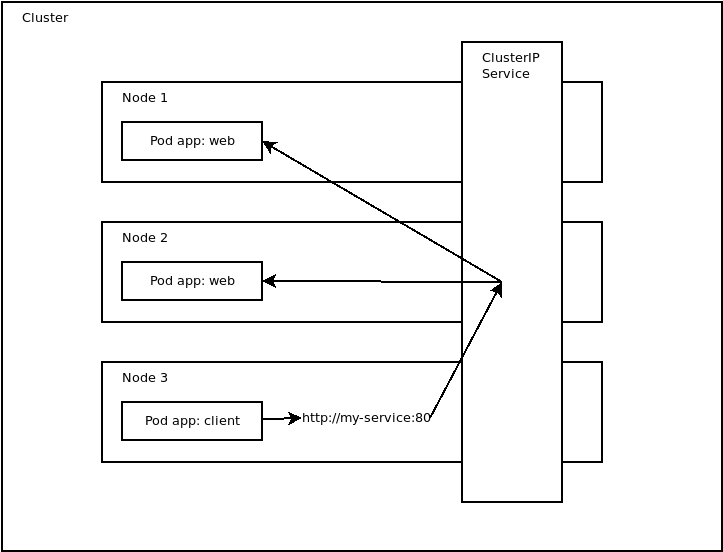 Cluster
ClusterIP
Service
Node 1
Pod app: web
Node 2
Pod app: web
Node 3
Pod app: client
http://my-service:80